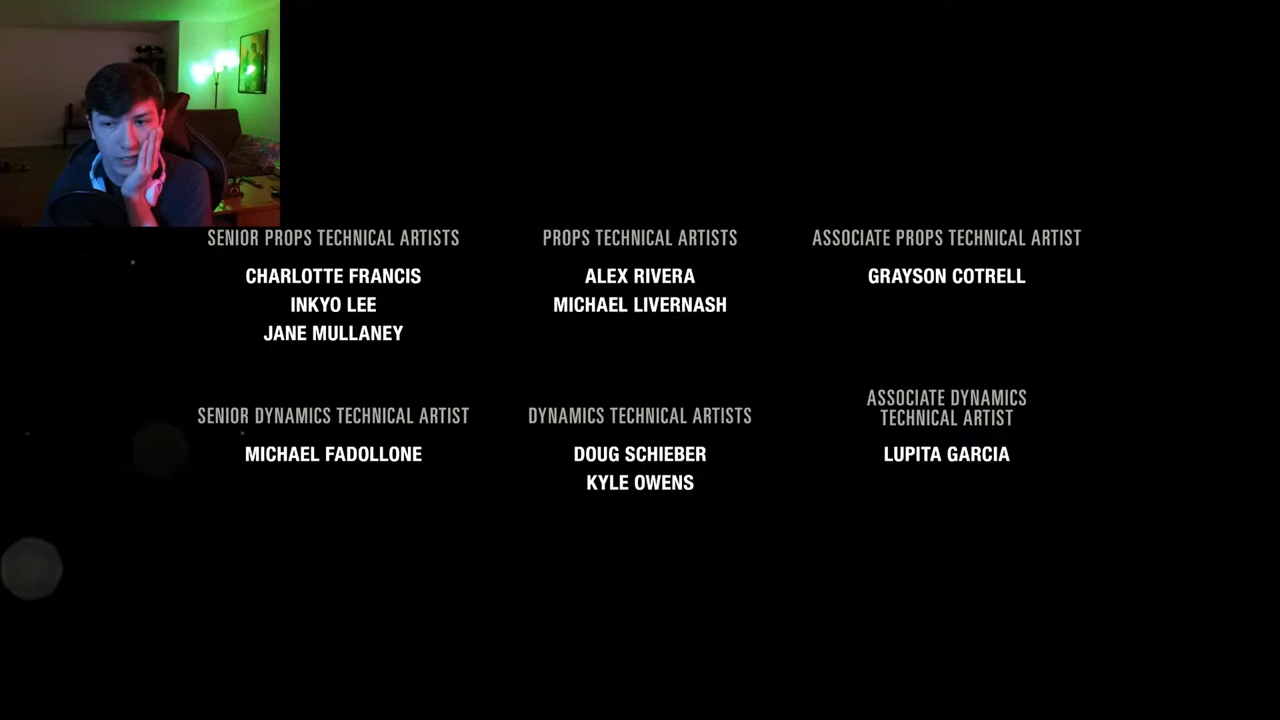 SENIOR PROPS TECHNICAL ARTISTS
CHARLOTTE FRANCIS
INKYO LEE
JANE MULLANEY
PROPS TECHNICAL ARTISTS
ALEX RIVERA
MICHAEL LIVERNASH
ASSOCIATE PROPS TECHNICAL ARTIST
GRAYSON COTRELL
SENIOR DYNAMICS TECHNICAL ARTIST
MICHAEL FADOLLONE
DYNAMICS TECHNICAL ARTISTS
DOUG SCHIEBER
KYLE OWENS
ASSOCIATE DYNAMICS
TECHNICAL ARTIST
LUPITA GARCIA